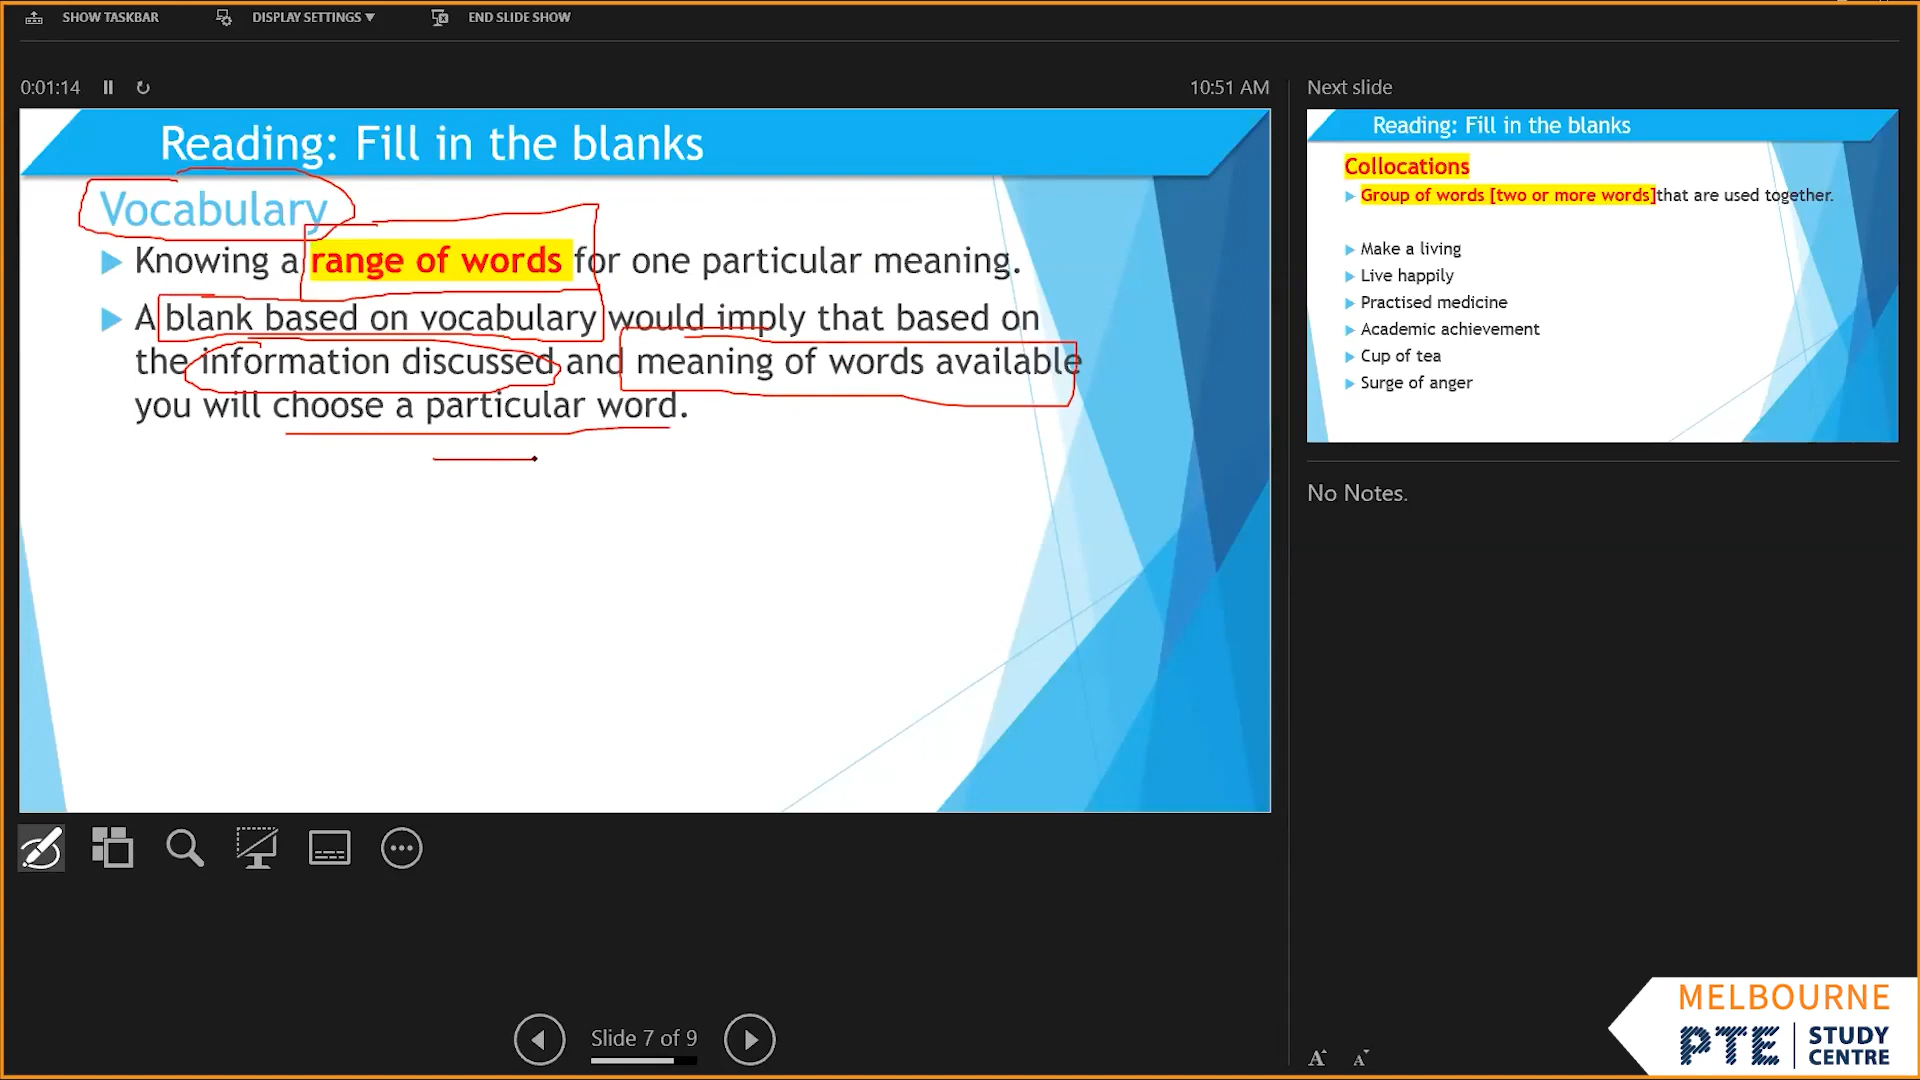 SHOW TASKBAR DISPLAY SETTINGS ▼ END SLIDE SHOW
0:01:14 10:51 AM
Reading: Fill in the blanks
Vocabulary
Knowing a range of words for one particular meaning.
A blank based on vocabulary would imply that based on
the information discussed and meaning of words available
you will choose a particular word.
Slide 7 of 9
Next slide
Reading: Fill in the blanks
Collocations
Group of words [two or more words]that are used together.
Make a living
Live happily
Practised medicine
Academic achievement
Cup of tea
Surge of anger
No Notes.
A A
MELBOURNE
PTE STUDY
CENTRE